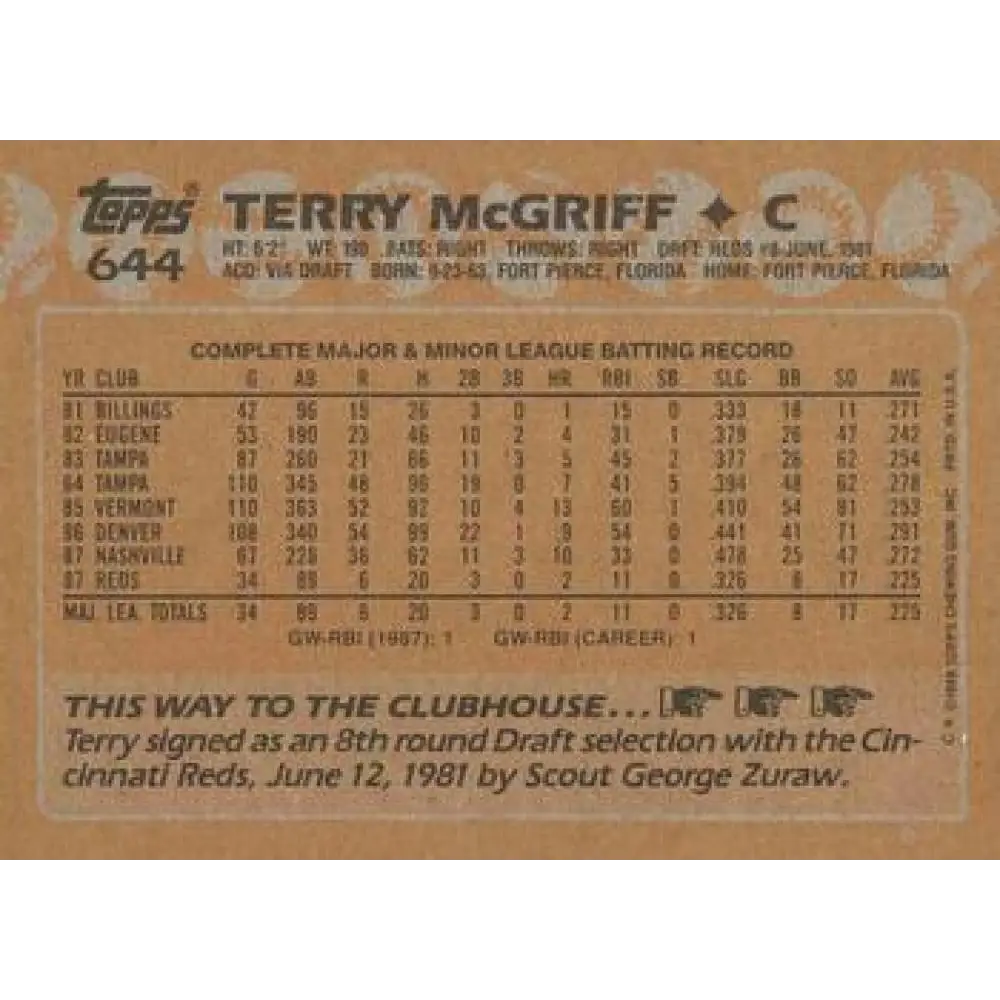 topps®
644
TERRY McGRIFF ✦ C
HT: 6'2" WT: 190 BATS: RIGHT THROWS: RIGHT DRAFT: REDS #8-JUNE, 1981
ACQ: VIA DRAFT BORN: 9-23-63, FORT PIERCE, FLORIDA HOME: FORT PIERCE, FLORIDA
COMPLETE MAJOR & MINOR LEAGUE BATTING RECORD
YR CLUB G AB R H 2B 3B HR RBI SB SLG BB SO AVG
81 BILLINGS 42 96 15 26 3 0 1 15 0 .333 18 11 .271
82 EUGENE 53 190 23 46 10 2 4 31 1 .379 26 47 .242
83 TAMPA 87 260 21 66 11 3 5 45 2 .377 26 62 .254
84 TAMPA 110 345 48 96 19 0 7 41 5 .394 48 62 .278
85 VERMONT 110 363 52 92 10 4 13 60 1 .410 54 81 .253
86 DENVER 108 340 54 99 22 1 9 54 0 .441 41 71 .291
87 NASHVILLE 67 228 36 62 11 3 10 33 0 .478 25 47 .272
87 REDS 34 89 6 20 3 0 2 11 0 .326 8 17 .225
MAJ. LEA. TOTALS 34 89 6 20 3 0 2 11 0 .326 8 17 .225
GW-RBI (1987): 1 GW-RBI (CAREER): 1
THIS WAY TO THE CLUBHOUSE...
Terry signed as an 8th round Draft selection with the Cin-
cinnati Reds, June 12, 1981 by Scout George Zuraw.
© 1988 TOPPS CHEWING GUM, INC. PRTD. IN U.S.A.